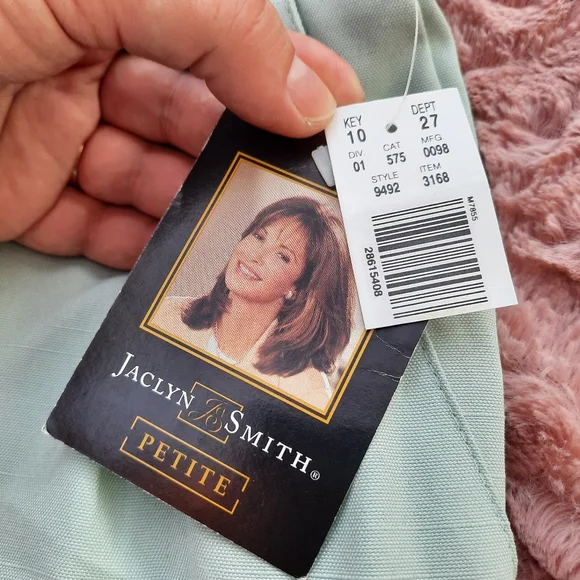 KEY DEPT
10 27
DIV. CAT MFG
01 575 0098
STYLE ITEM
9492 3168
M7855
28615408
JACLYN SMITH®
JS
PETITE